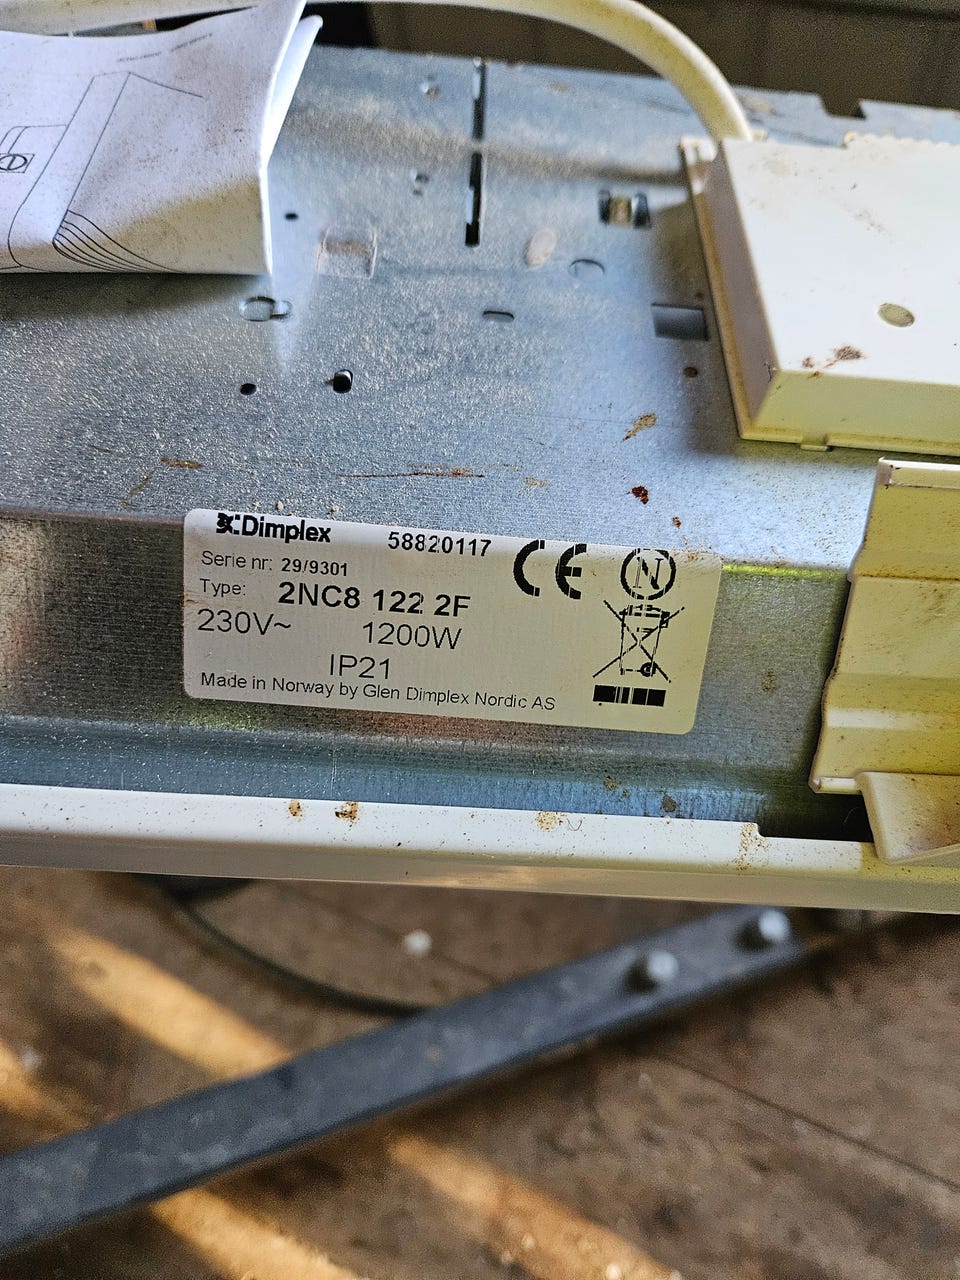 Dimplex 58820117
Serie nr: 29/9301
Type: 2NC8 122 2F
230V~ 1200W
IP21
Made in Norway by Glen Dimplex Nordic AS
CE N